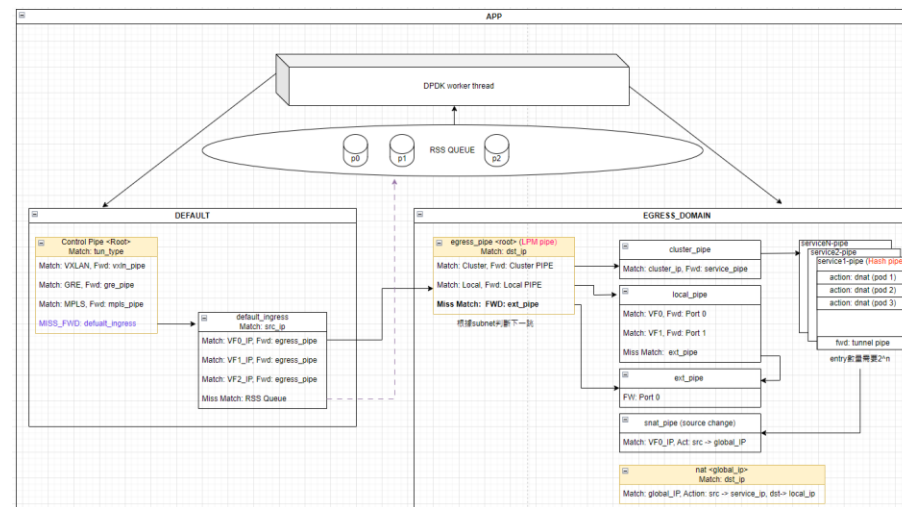 APP
DPDK worker thread
p0
p1
RSS QUEUE
p2
DEFAULT
Control Pipe <Root>
Match: tun_type
Match: VXLAN, Fwd: vxln_pipe
Match: GRE, Fwd: gre_pipe
Match: MPLS, Fwd: mpls_pipe
MISS_FWD: defualt_ingress
default_ingress
Match: src_ip
Match: VF0_IP, Fwd: egress_pipe
Match: VF1_IP, Fwd: egress_pipe
Match: VF2_IP, Fwd: egress_pipe
Miss Match: RSS Queue
EGRESS_DOMAIN
egress_pipe <root> (LPM pipe)
Match: dst_ip
Match: Cluster, Fwd: Cluster PIPE
Match: Local, Fwd: Local PIPE
Miss Match: FWD: ext_pipe
根據subnet判斷下一跳
cluster_pipe
Match: cluster_ip, Fwd: service_pipe
local_pipe
Match: VF0, Fwd: Port 0
Match: VF1, Fwd: Port 1
Miss Match: ext_pipe
ext_pipe
FW: Port 0
snat_pipe (source change)
Match: VF0_IP, Act: src -> global_IP
nat <global_ip>
Match: dst_ip
Match: global_IP, Action: src -> service_ip, dst-> local_ip
serviceN-pipe
service2-pipe
service1-pipe (Hash pipe
action: dnat (pod 1)
action: dnat (pod 2)
action: dnat (pod 3)
fwd: tunnel pipe
entry數量需要2^n